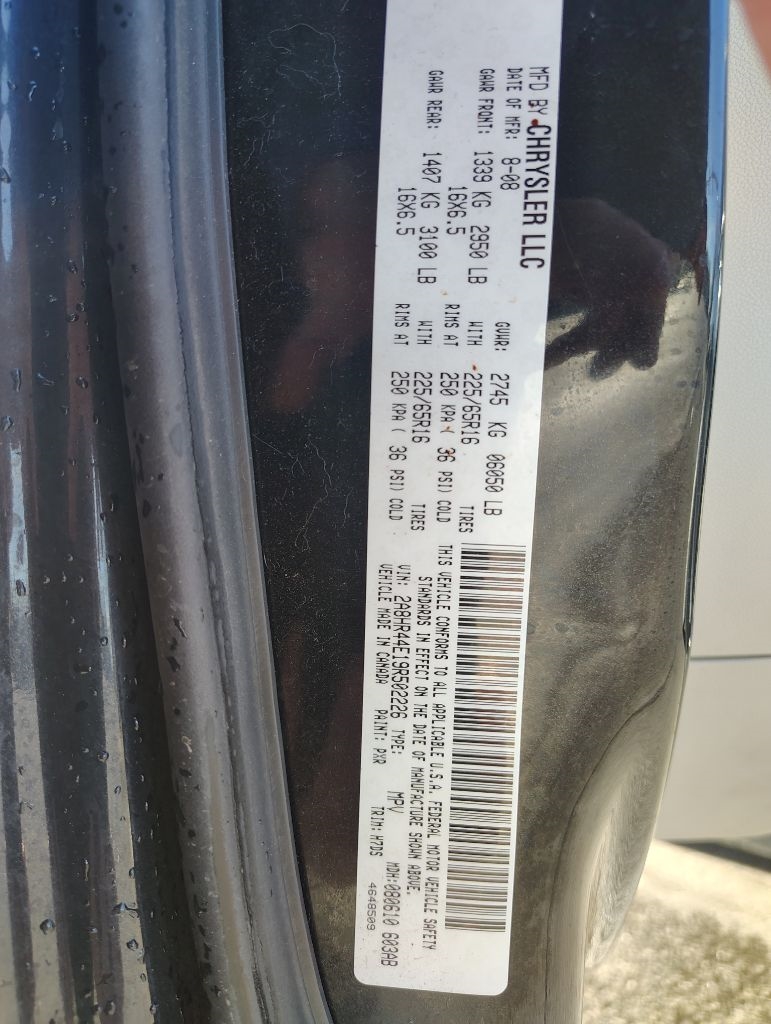 MFD BY CHRYSLER LLC
DATE OF MFR: 8-08 GVWR: 2745 KG 06050 LB
GAWR FRONT: 1339 KG 2950 LB WITH 225/65R16 TIRES
16X6.5 RIMS AT 250 KPA( 36 PSI) COLD
GAWR REAR: 1407 KG 3100 LB WITH 225/65R16 TIRES
16X6.5 RIMS AT 250 KPA( 36 PSI) COLD
THIS VEHICLE CONFORMS TO ALL APPLICABLE U.S.A. FEDERAL MOTOR VEHICLE SAFETY
STANDARDS IN EFFECT ON THE DATE OF MANUFACTURE SHOWN ABOVE.
VIN: 2A8HR44E19R502226 TYPE: MPV MDH:080610 603AB
VEHICLE MADE IN CANADA PAINT: PXR TRIM: H7DS
4648509